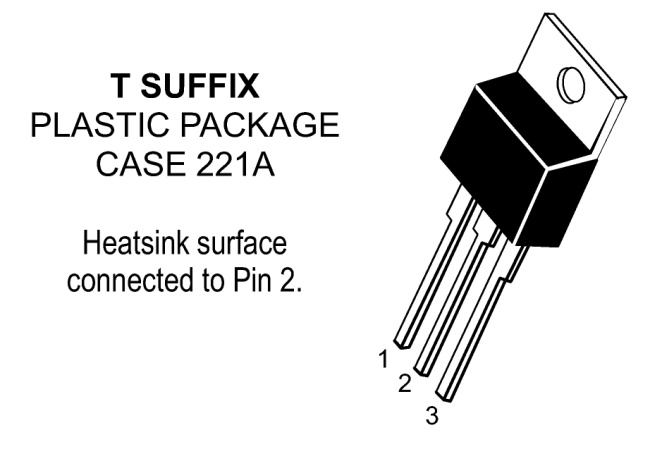 T SUFFIX
PLASTIC PACKAGE
CASE 221A
Heatsink surface
connected to Pin 2.
1
2
3